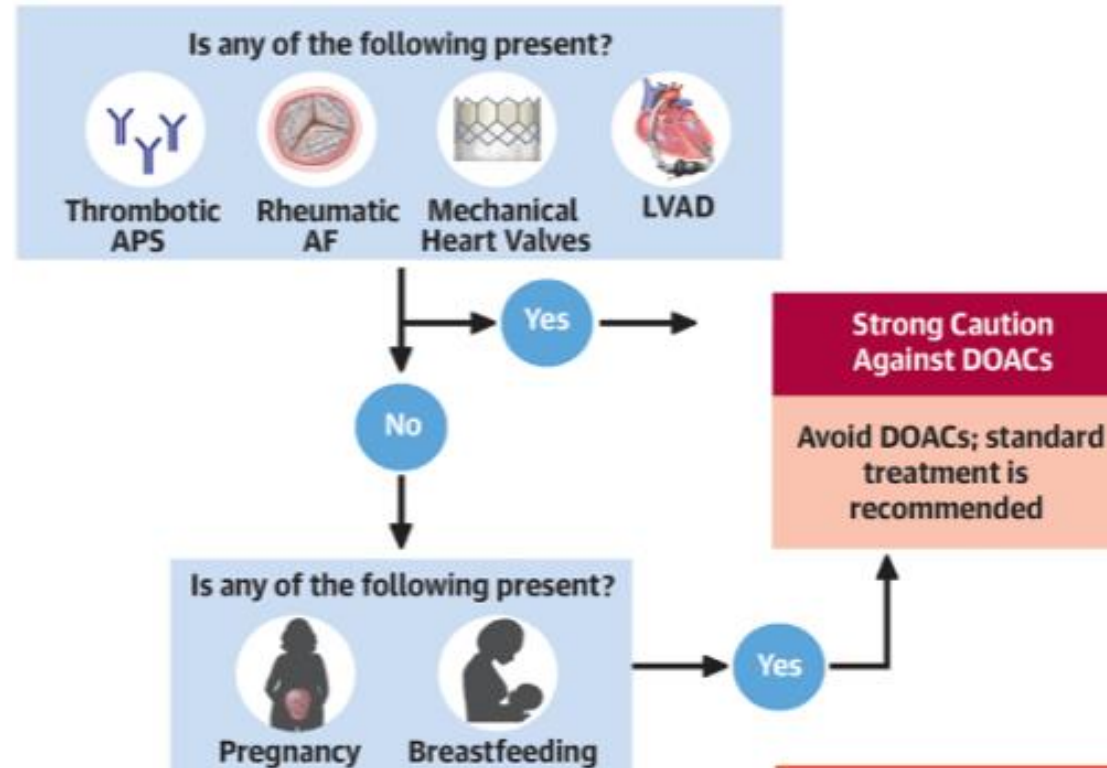 Is any of the following present?
Thrombotic
APS
Rheumatic
AF
Mechanical
Heart Valves
LVAD
Yes
Strong Caution
Against DOACs
Avoid DOACs; standard
treatment is
recommended
No
Is any of the following present?
Pregnancy
Breastfeeding
Yes